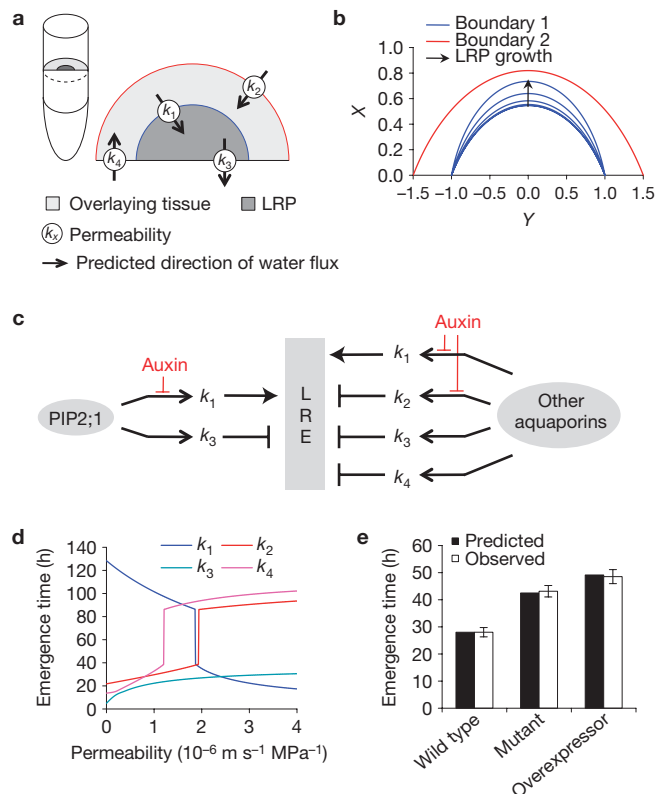 a
k1
k2
k3
k4
Overlaying tissue
LRP
kx Permeability
Predicted direction of water flux
b
Boundary 1
Boundary 2
LRP growth
X
1.0
0.8
0.6
0.4
0.2
0
−1.5 −1.0 −0.5 0.0 0.5 1.0 1.5
Y
c
Auxin
PIP2;1
k1
k3
L
R
E
Auxin
k1
k2
k3
k4
Other
aquaporins
d
k1 k2
k3 k4
Emergence time (h)
140
120
100
80
60
40
20
0
0 1 2 3 4
Permeability (10−6 m s−1 MPa−1)
e
Predicted
Observed
Emergence time (h)
60
50
40
30
20
10
0
Wild type
Mutant
Overexpressor